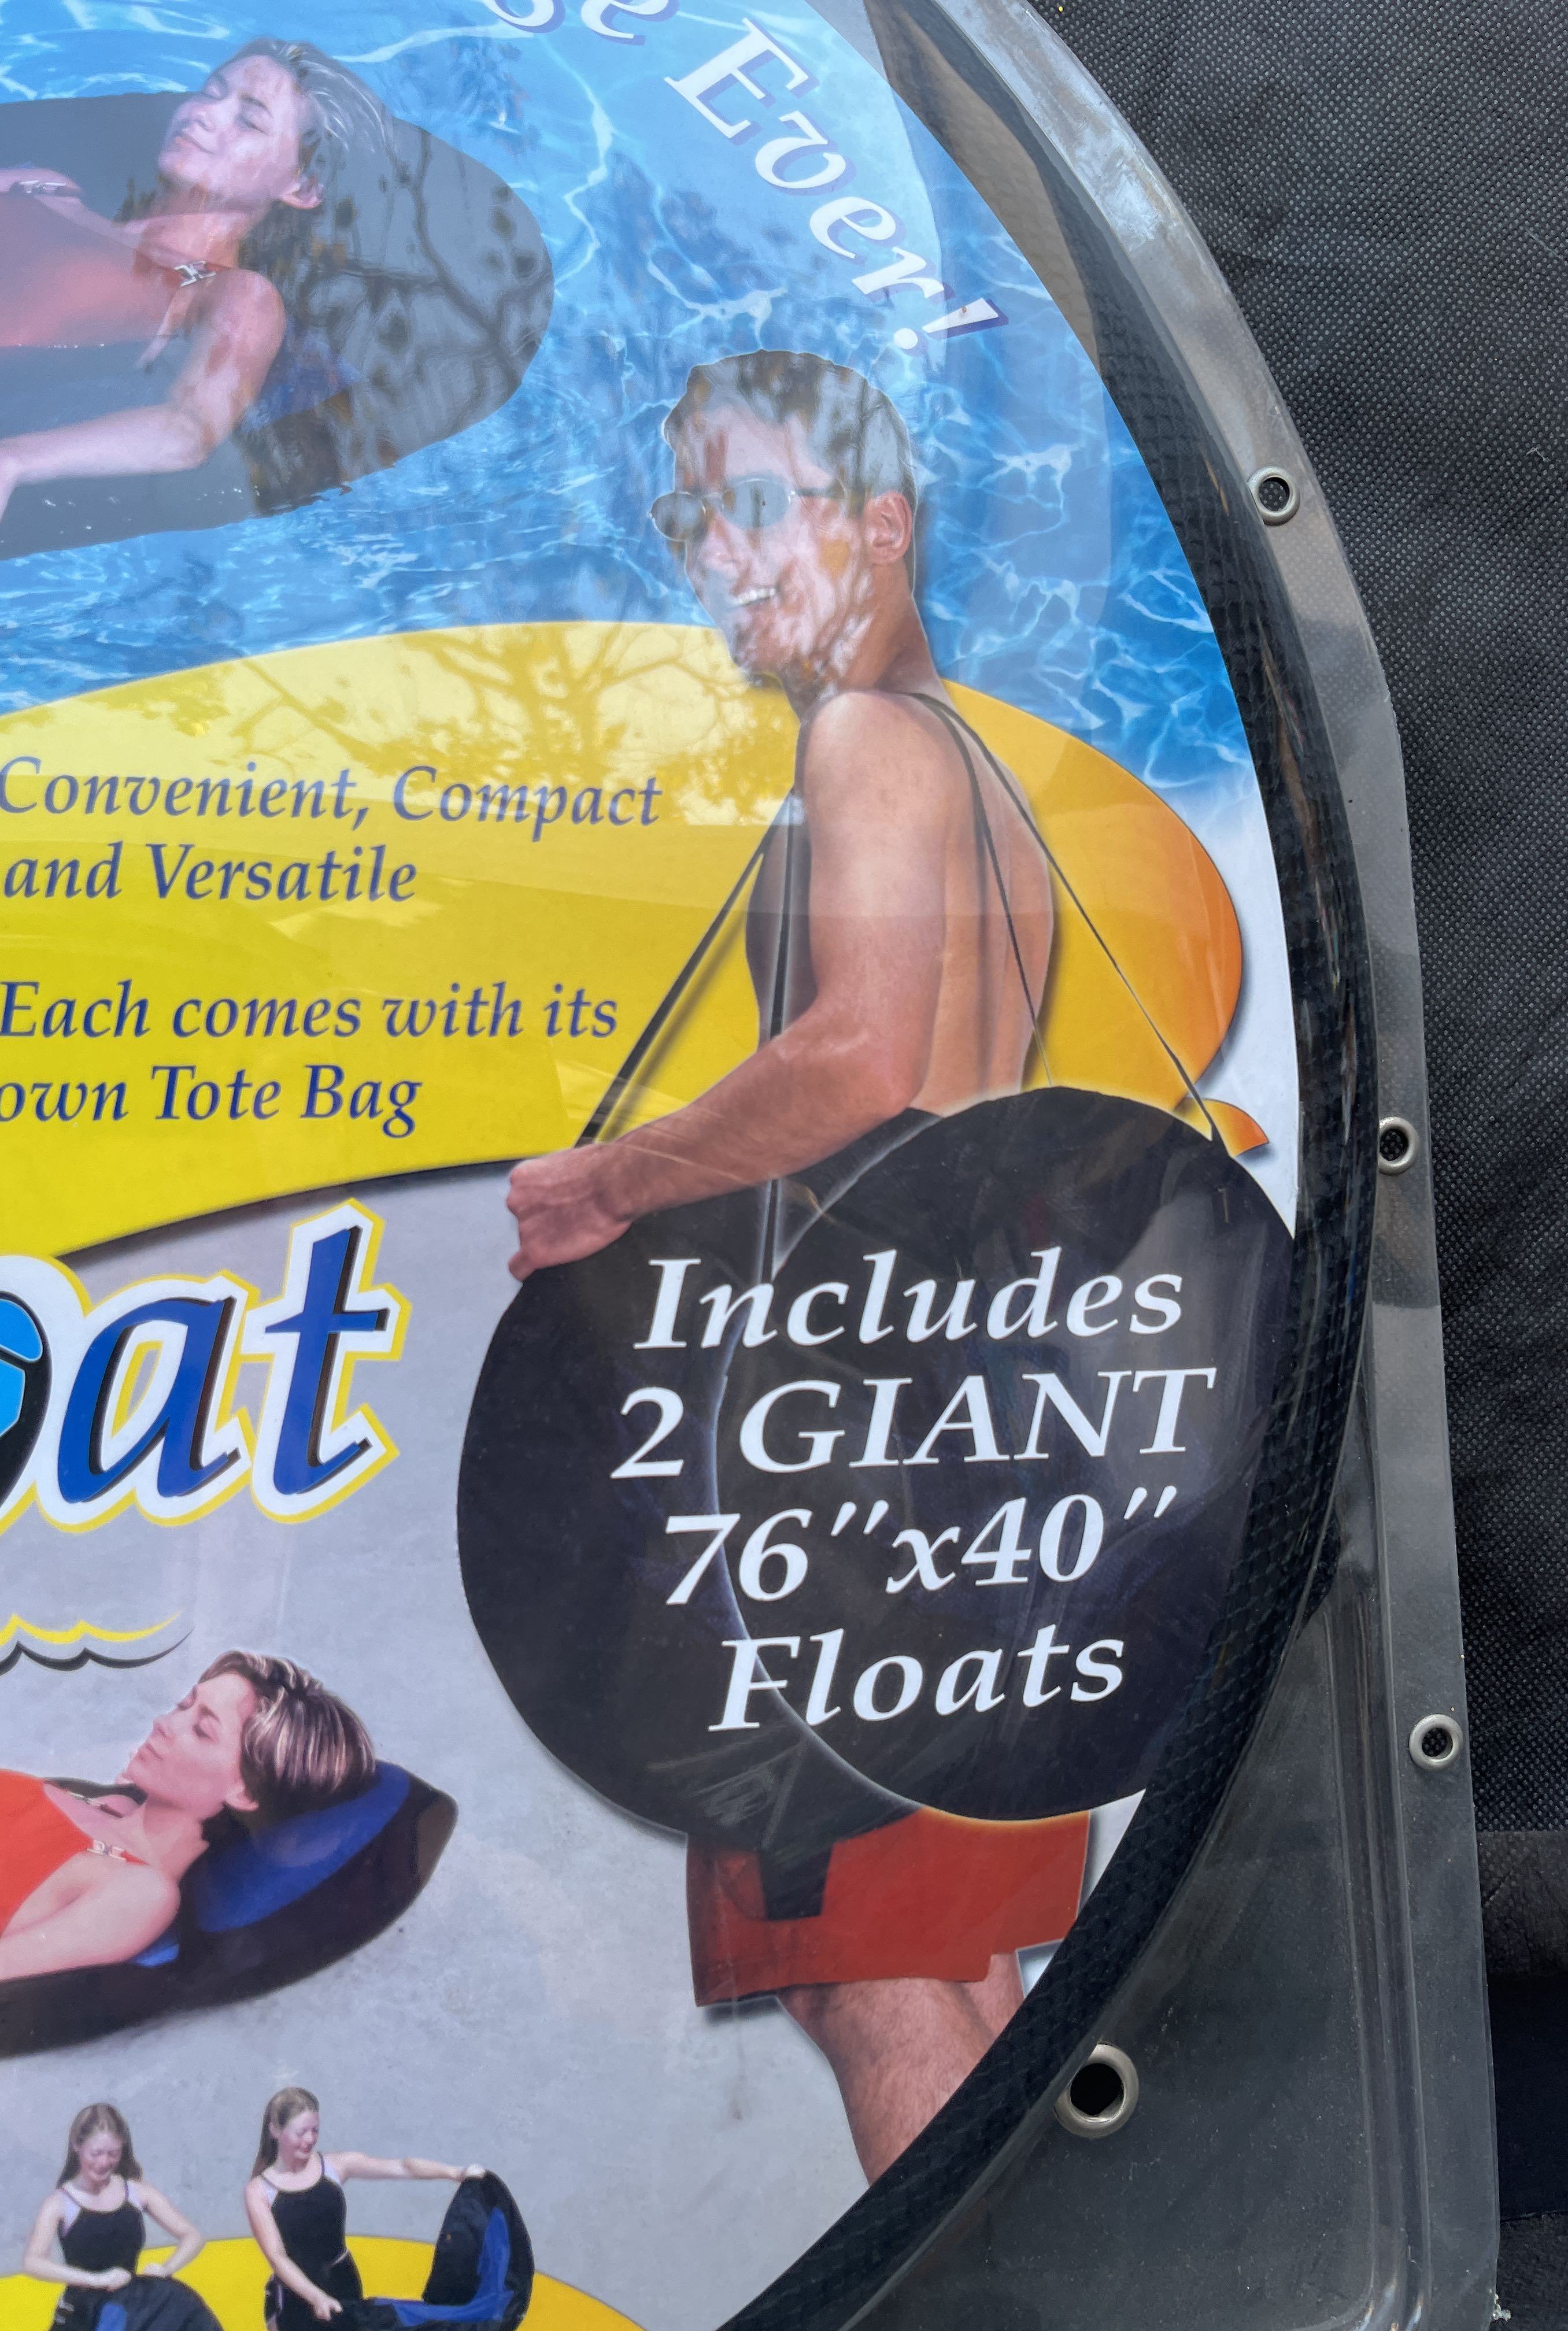 Ever!
Convenient, Compact
and Versatile
Each comes with its
own Tote Bag
Includes
2 GIANT
76"x40"
Floats